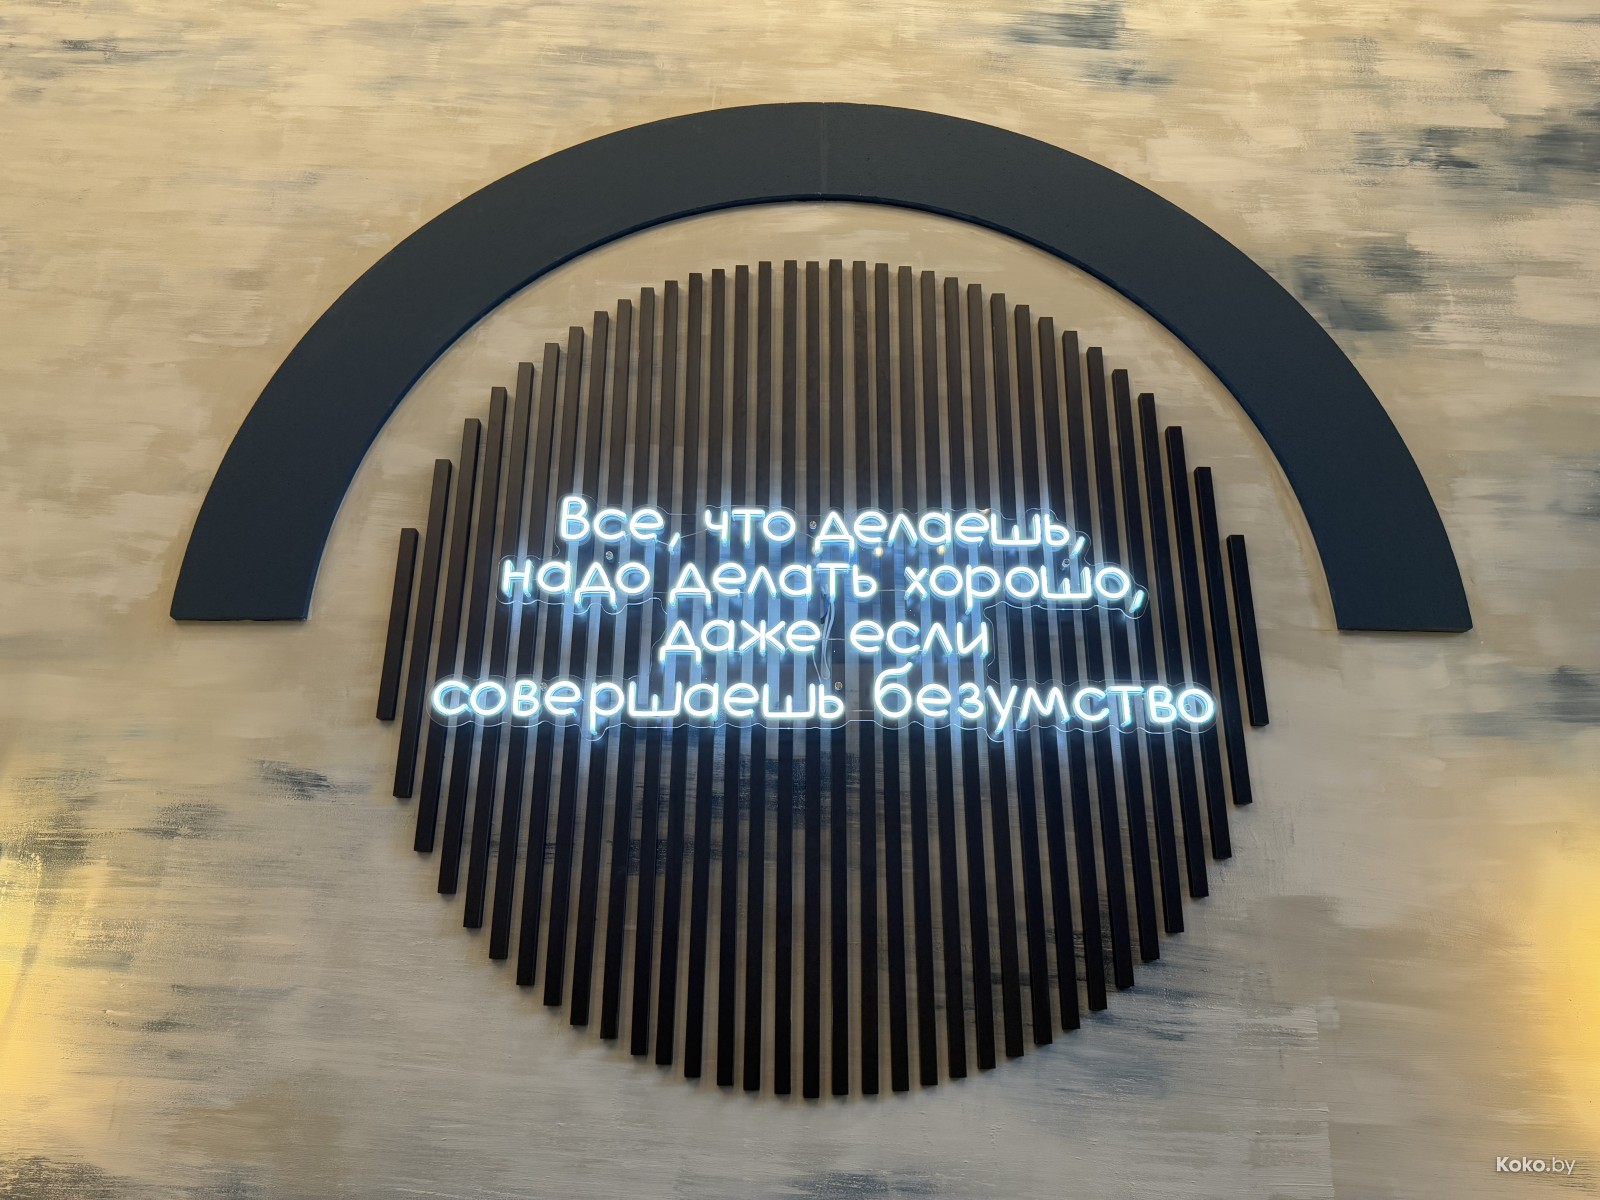 Все, что делаешь,
надо делать хорошо,
даже если
совершаешь безумство
Koko.by